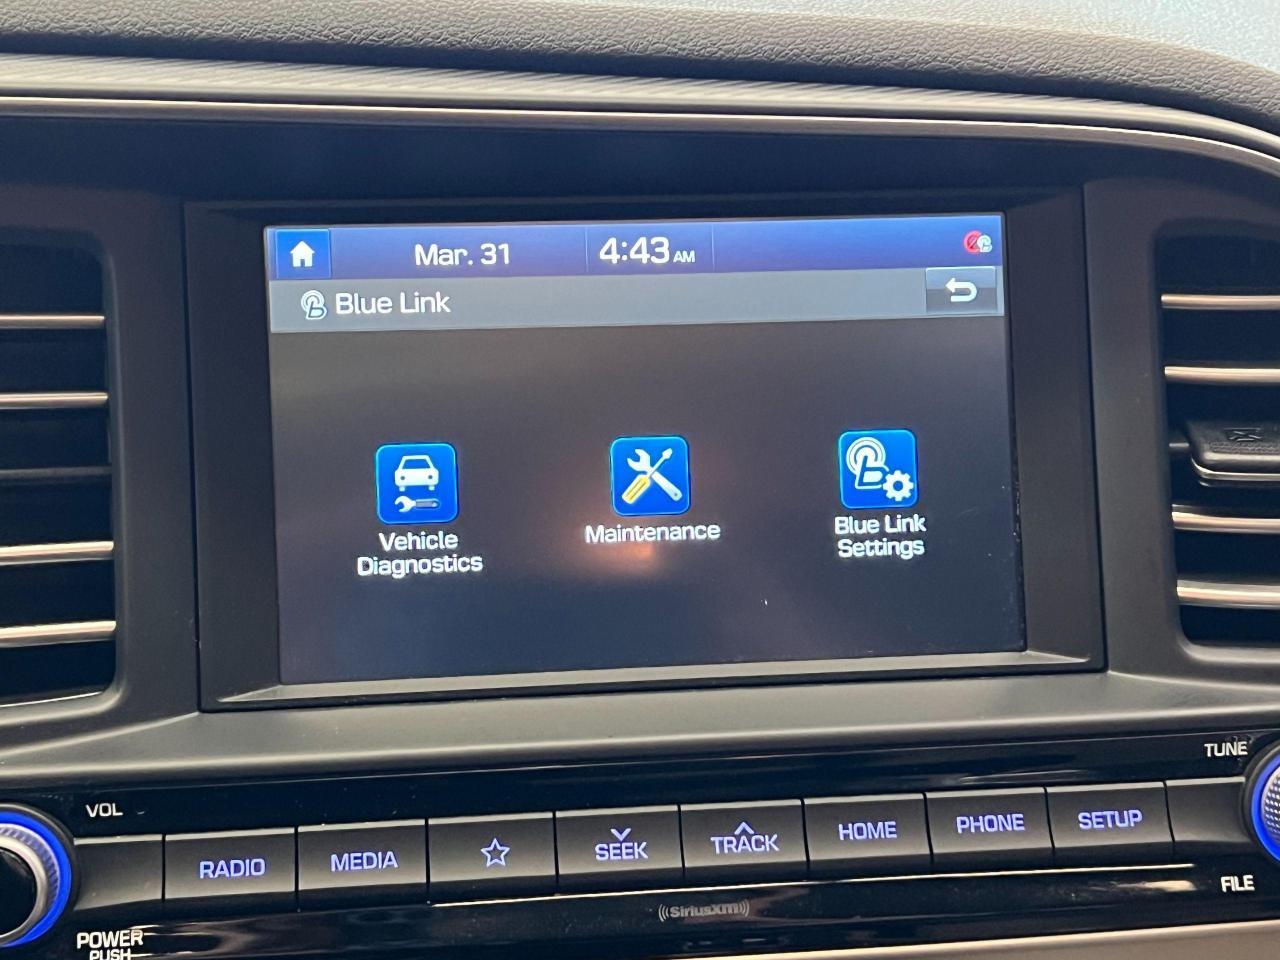 Mar. 31 4:43 AM
Blue Link
Vehicle
Diagnostics
Maintenance
Blue Link
Settings
VOL
TUNE
RADIO MEDIA SEEK TRACK HOME PHONE SETUP
FILE
SiriusXM
POWER
PUSH